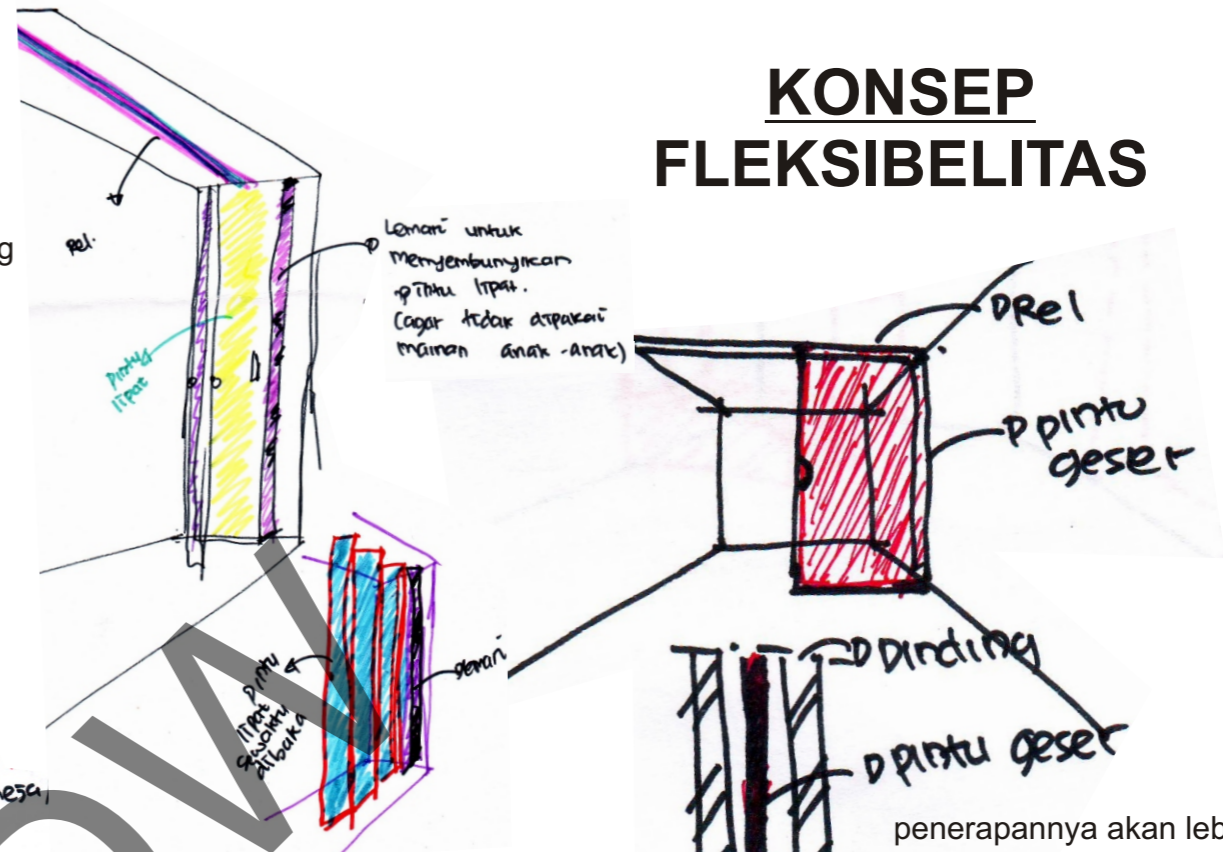 KONSEP
FLEKSIBELITAS
g
Rel.
Lemari untuk
menyembunyikan
pintu lipat.
(agar tidak dipakai
mainan anak-anak)
pintu
lipat
Rel
pintu
geser
pintu
lipat
sewaktu
dibuka
lemari
Dinding
pintu geser
penerapannya akan leb